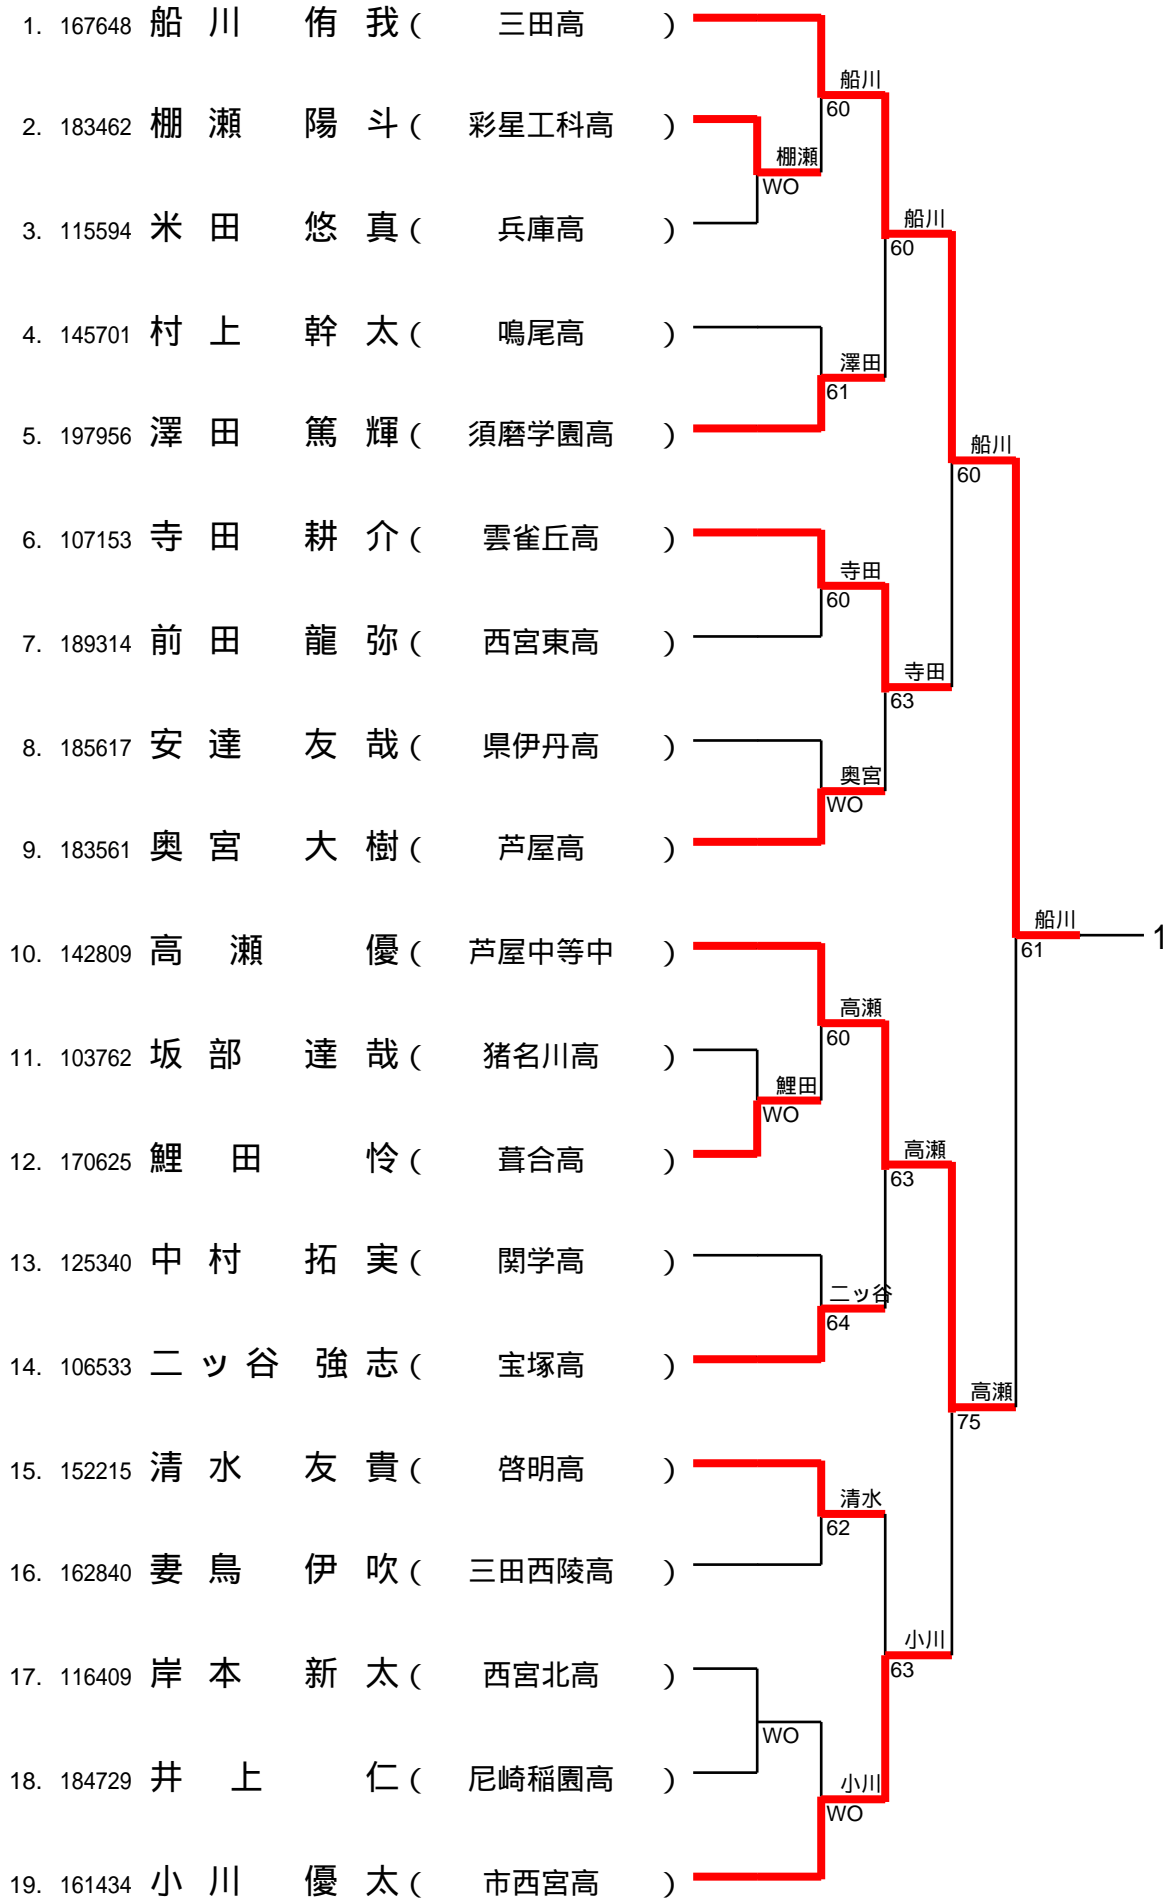 1. 167648 船川 侑我 ( 三田高 )
船川
60
2. 183462 棚瀬 陽斗 ( 彩星工科高 )
棚瀬
WO
船川
60
3. 115594 米田 悠真 ( 兵庫高 )
4. 145701 村上 幹太 ( 鳴尾高 )
澤田
61
5. 197956 澤田 篤輝 ( 須磨学園高 )
船川
60
6. 107153 寺田 耕介 ( 雲雀丘高 )
寺田
60
7. 189314 前田 龍弥 ( 西宮東高 )
寺田
63
8. 185617 安達 友哉 ( 県伊丹高 )
奥宮
WO
9. 183561 奥宮 大樹 ( 芦屋高 )
船川
61
1
10. 142809 高瀬 優 ( 芦屋中等中 )
高瀬
60
11. 103762 坂部 達哉 ( 猪名川高 )
鯉田
WO
12. 170625 鯉田 怜 ( 葺合高 )
高瀬
63
13. 125340 中村 拓実 ( 関学高 )
二ッ谷
64
14. 106533 二ッ谷 強志 ( 宝塚高 )
高瀬
75
15. 152215 清水 友貴 ( 啓明高 )
清水
62
16. 162840 妻鳥 伊吹 ( 三田西陵高 )
小川
63
17. 116409 岸本 新太 ( 西宮北高 )
WO
18. 184729 井上 仁 ( 尼崎稲園高 )
小川
WO
19. 161434 小川 優太 ( 市西宮高 )